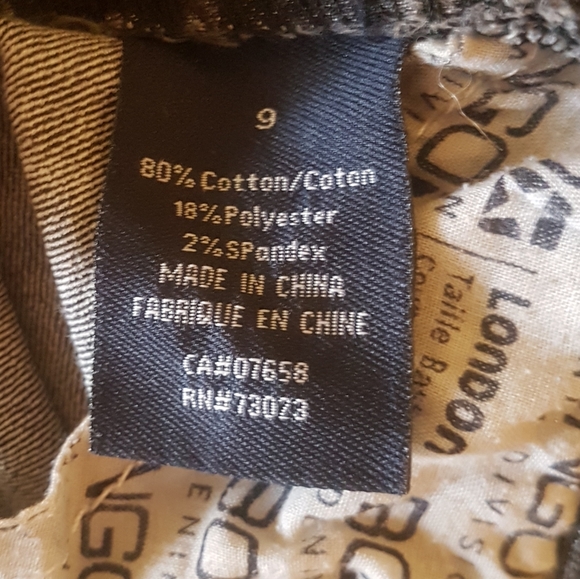 9
80% Cotton/Coton
18%Polyester
2%SPandex
MADE IN CHINA
FABRIQUE EN CHINE
CA#07658
RN#73023
LONDON
Taille